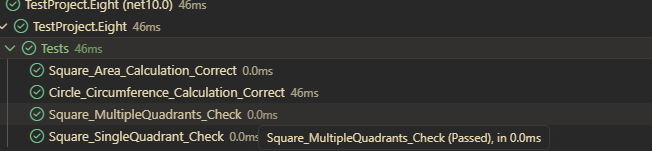 TestProject.Eight (net10.0) 46ms
TestProject.Eight 46ms
Tests 46ms
Square_Area_Calculation_Correct 0.0ms
Circle_Circumference_Calculation_Correct 46ms
Square_MultipleQuadrants_Check 0.0ms
Square_SingleQuadrant_Check 0.0ms
Square_MultipleQuadrants_Check (Passed), in 0.0ms